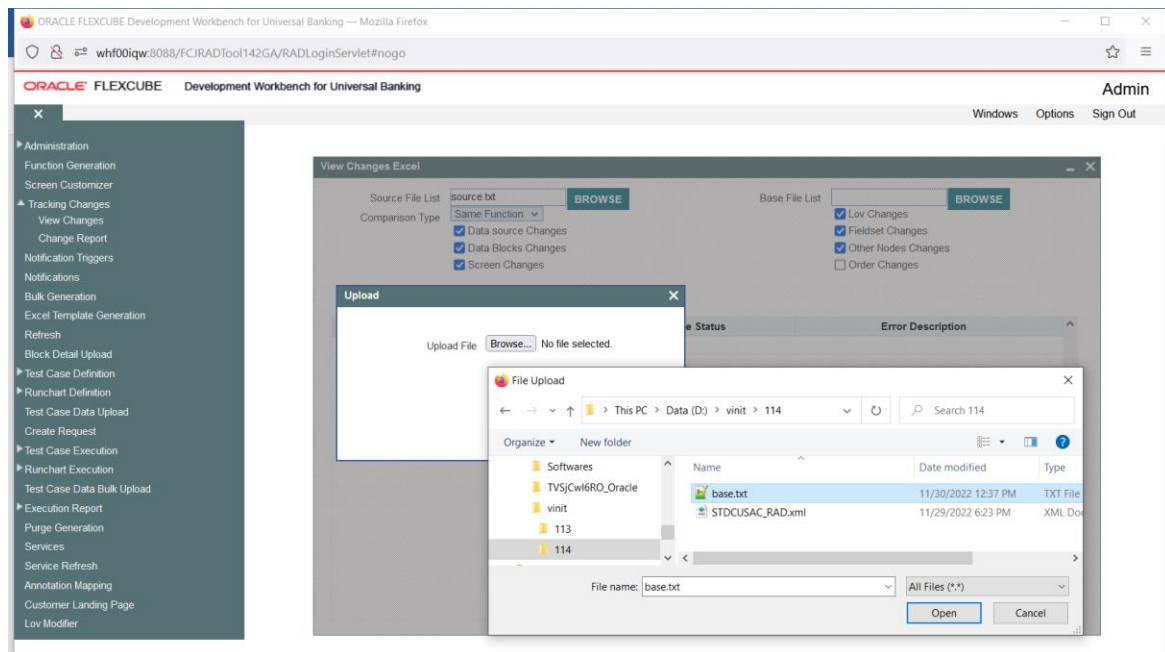 ORACLE FLEXCUBE Development Workbench for Universal Banking — Mozilla Firefox
whf00iqw:8088/FCJRADTool142GA/RADLoginServlet#nogo
ORACLE FLEXCUBE Development Workbench for Universal Banking Admin
Windows Options Sign Out
Administration
Function Generation
Screen Customizer
Tracking Changes
View Changes
Change Report
Notification Triggers
Notifications
Bulk Generation
Excel Template Generation
Refresh
Block Detail Upload
Test Case Definition
Runchart Definition
Test Case Data Upload
Create Request
Test Case Execution
Runchart Execution
Test Case Data Bulk Upload
Execution Report
Purge Generation
Services
Service Refresh
Annotation Mapping
Customer Landing Page
Lov Modifier
View Changes Excel
Source File List source.txt BROWSE Base File List BROWSE
Comparison Type Same Function Lov Changes
Data source Changes Fieldset Changes
Data Blocks Changes Other Nodes Changes
Screen Changes Order Changes
Upload
e Status Error Description
Upload File Browse... No file selected.
File Upload
This PC > Data (D:) > vinit > 114 Search 114
Organize New folder
Softwares
TVSjCwI6RO_Oracle
vinit
113
114
Name Date modified Type
base.txt 11/30/2022 12:37 PM TXT File
STDCUSAC_RAD.xml 11/29/2022 6:23 PM XML Do
File name: base.txt All Files (*.*)
Open Cancel